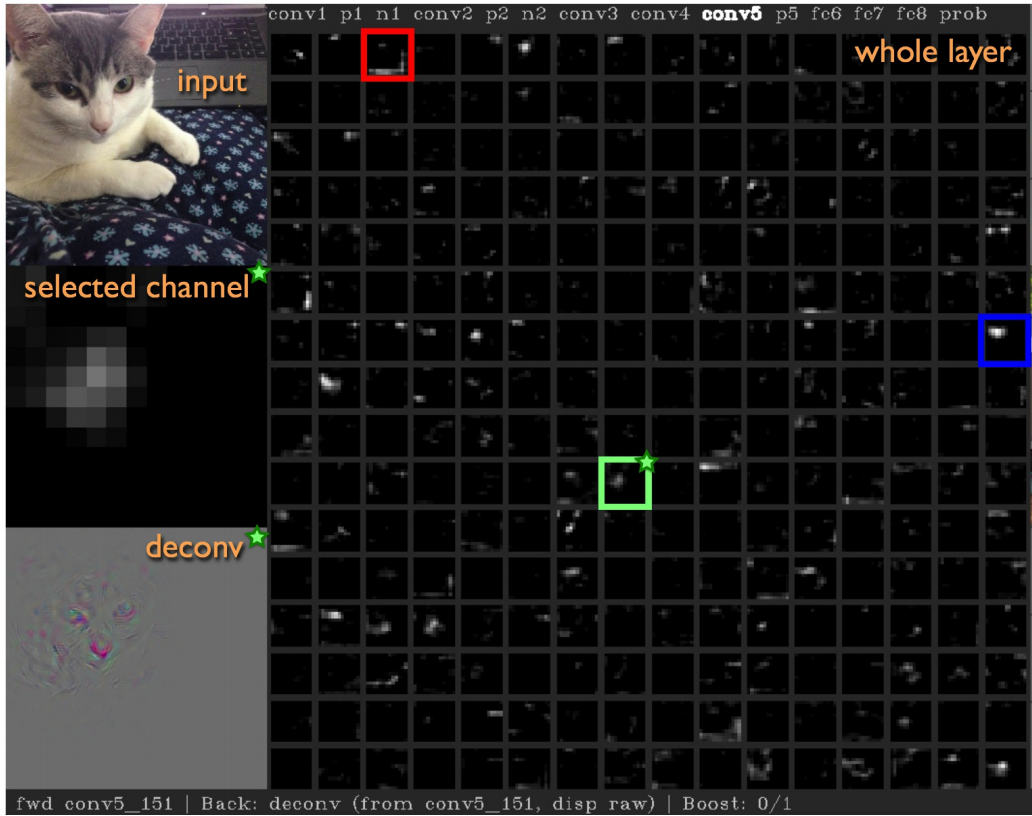 conv1 p1 n1 conv2 p2 n2 conv3 conv4 conv5 p5 fc6 fc7 fc8 prob
input
whole layer
selected channel
deconv
fwd conv5_151 | Back: deconv (from conv5_151, disp raw) | Boost: 0/1